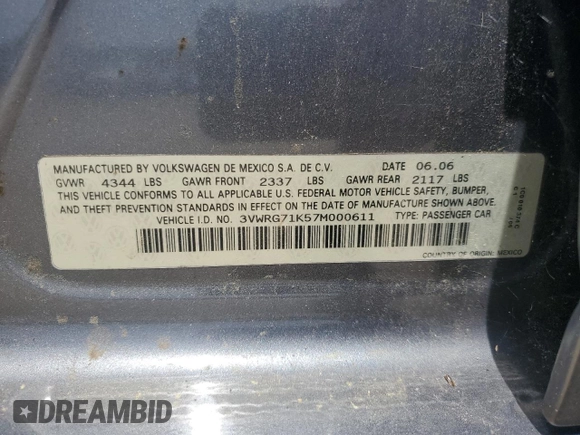 MANUFACTURED BY VOLKSWAGEN DE MEXICO S.A. DE C.V. DATE 06.06
GVWR 4344 LBS GAWR FRONT 2337 LBS GAWR REAR 2117 LBS
THIS VEHICLE CONFORMS TO ALL APPLICABLE U.S. FEDERAL MOTOR VEHICLE SAFETY, BUMPER,
AND THEFT PREVENTION STANDARDS IN EFFECT ON THE DATE OF MANUFACTURE SHOWN ABOVE.
VEHICLE I.D. NO. 3VWRG71K57M000611 TYPE: PASSENGER CAR
COUNTRY OF ORIGIN: MEXICO
DREAMBID